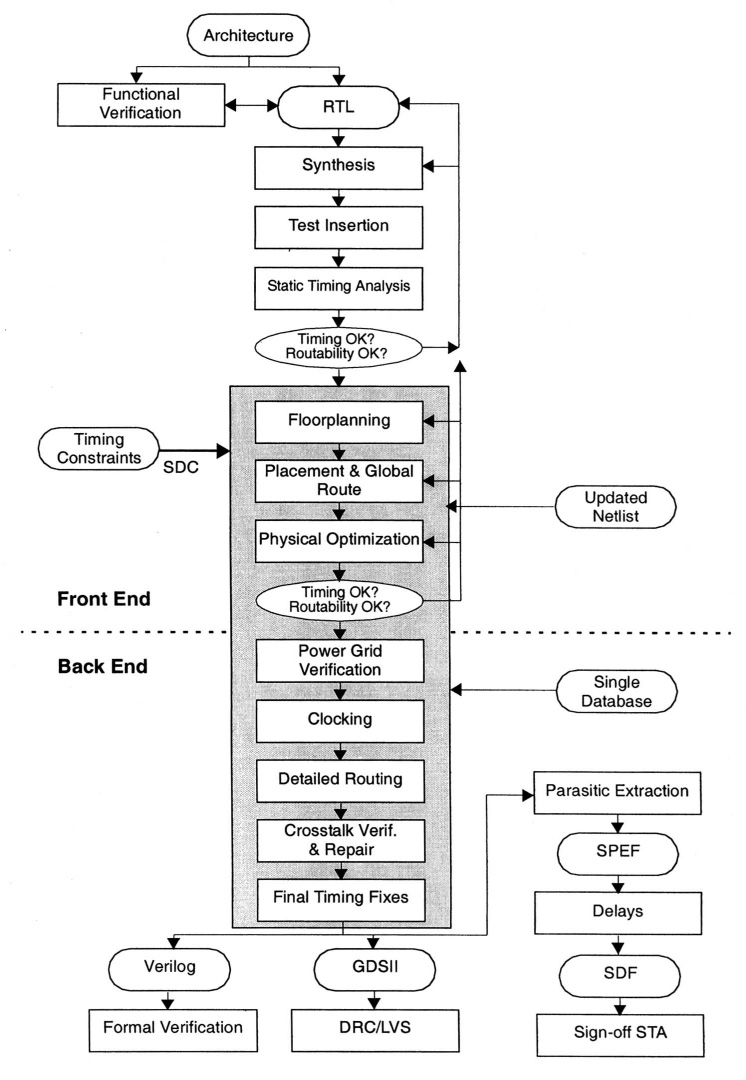 Architecture
Functional
Verification
RTL
Synthesis
Test Insertion
Static Timing Analysis
Timing OK?
Routability OK?
Floorplanning
Timing
Constraints
SDC
Placement & Global
Route
Updated
Netlist
Physical Optimization
Timing OK?
Routability OK?
Front End
Back End
Power Grid
Verification
Single
Database
Clocking
Detailed Routing
Parasitic Extraction
Crosstalk Verif.
& Repair
SPEF
Final Timing Fixes
Delays
Verilog
GDSII
SDF
Formal Verification
DRC/LVS
Sign-off STA